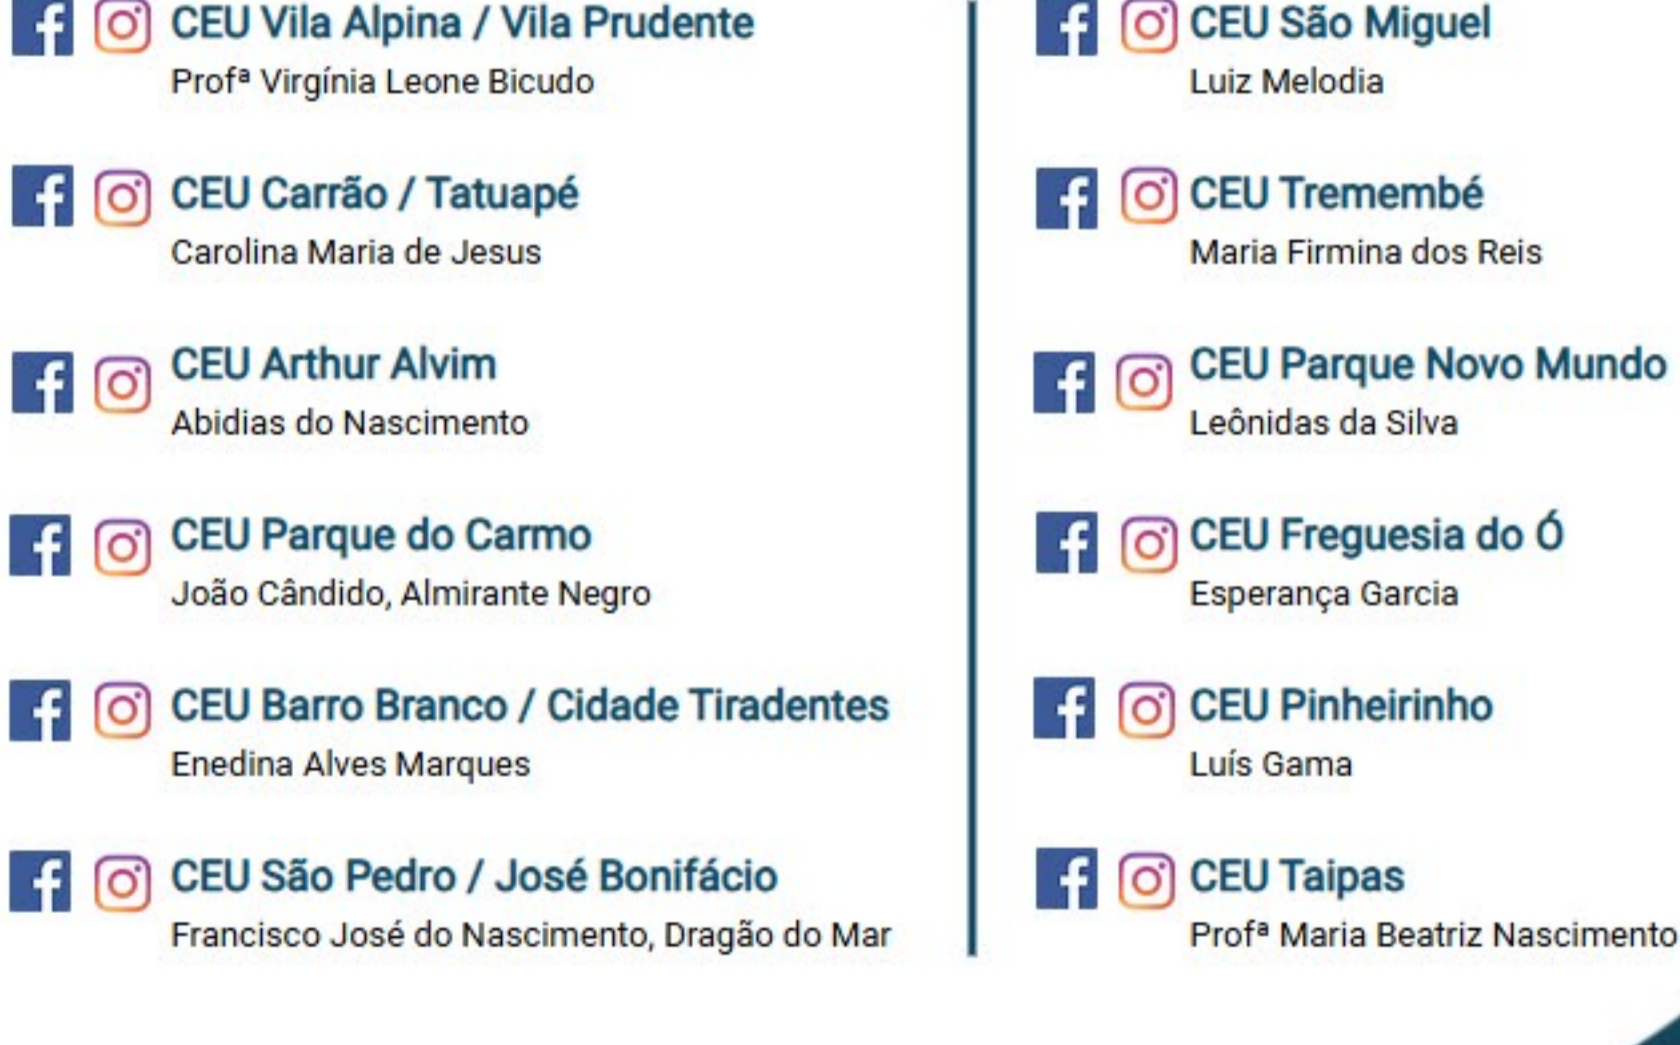 CEU Vila Alpina / Vila Prudente
Profª Virgínia Leone Bicudo
CEU Carrão / Tatuapé
Carolina Maria de Jesus
CEU Arthur Alvim
Abidias do Nascimento
CEU Parque do Carmo
João Cândido, Almirante Negro
CEU Barro Branco / Cidade Tiradentes
Enedina Alves Marques
CEU São Pedro / José Bonifácio
Francisco José do Nascimento, Dragão do Mar
CEU São Miguel
Luiz Melodia
CEU Tremembé
Maria Firmina dos Reis
CEU Parque Novo Mundo
Leônidas da Silva
CEU Freguesia do Ó
Esperança Garcia
CEU Pinheirinho
Luís Gama
CEU Taipas
Profª Maria Beatriz Nascimento